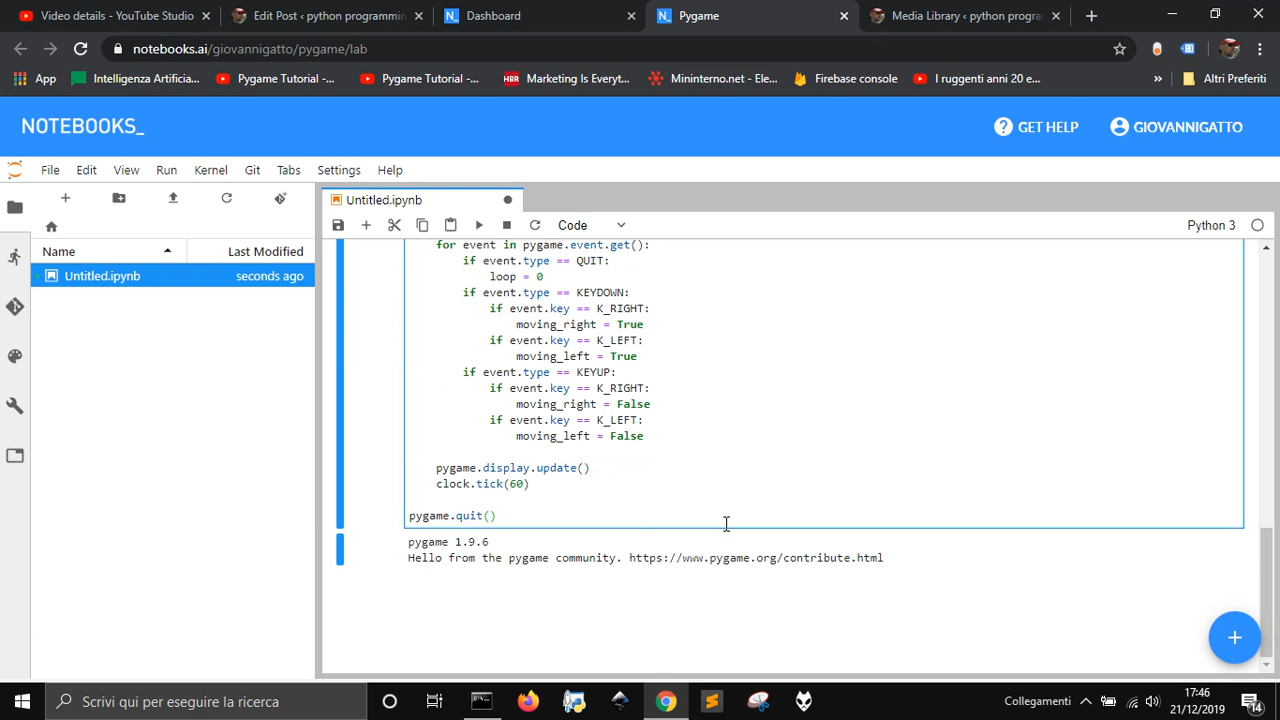 Video details - YouTube Studio
Edit Post ‹ python programmin
Dashboard
Pygame
Media Library ‹ python progra
notebooks.ai/giovannigatto/pygame/lab
App
Intelligenza Artificia...
Pygame Tutorial -...
Pygame Tutorial -...
HBR
Marketing Is Everyt...
Mininterno.net - Ele...
Firebase console
I ruggenti anni 20 e...
»
Altri Preferiti
NOTEBOOKS_
? GET HELP
GIOVANNIGATTO
File Edit View Run Kernel Git Tabs Settings Help
Untitled.ipynb
Code
Python 3
Name
Last Modified
Untitled.ipynb
seconds ago
for event in pygame.event.get():
if event.type == QUIT:
loop = 0
if event.type == KEYDOWN:
if event.key == K_RIGHT:
moving_right = True
if event.key == K_LEFT:
moving_left = True
if event.type == KEYUP:
if event.key == K_RIGHT:
moving_right = False
if event.key == K_LEFT:
moving_left = False
pygame.display.update()
clock.tick(60)
pygame.quit()
pygame 1.9.6
Hello from the pygame community. https://www.pygame.org/contribute.html
Scrivi qui per eseguire la ricerca
Collegamenti
17:46
21/12/2019
14